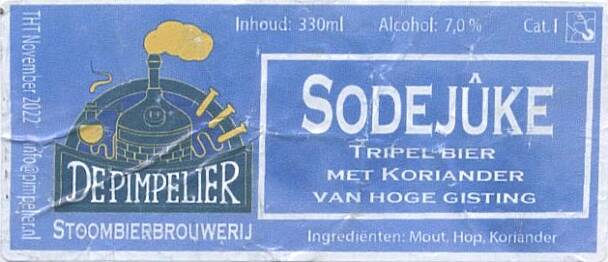 THT November 2022
info@pimpelier.nl
Inhoud: 330ml Alcohol: 7,0 % Cat. I
SODEJÛKE
TRIPEL BIER
MET KORIANDER
VAN HOGE GISTING
DE PIMPELIER
STOOMBIERBROUWERIJ
Ingrediënten: Mout, Hop, Koriander